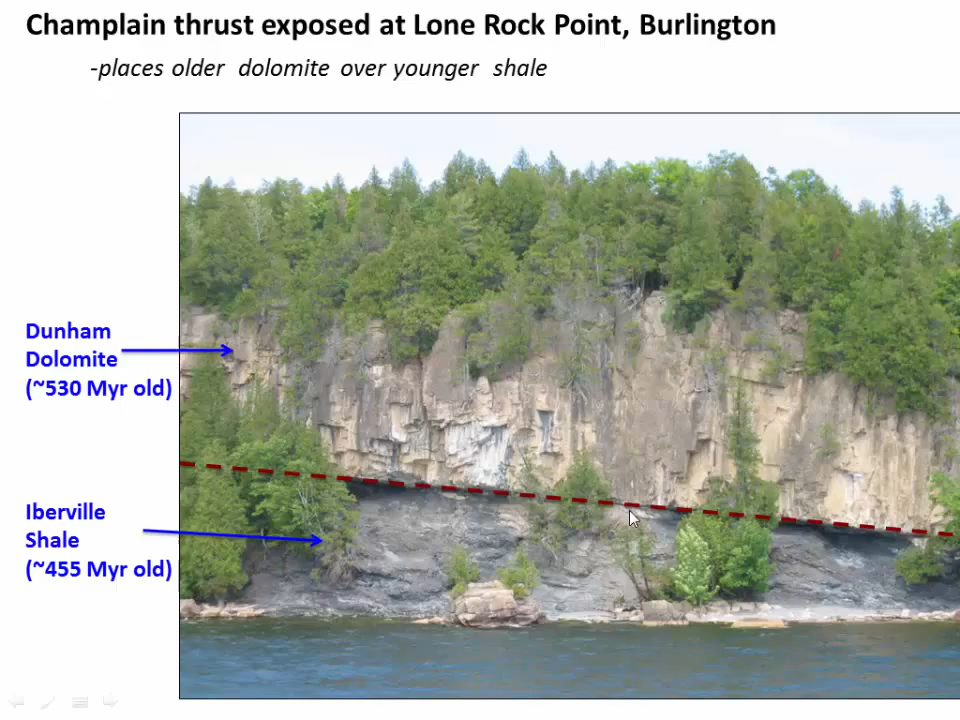 Champlain thrust exposed at Lone Rock Point, Burlington
-places older dolomite over younger shale
Dunham
Dolomite
(~530 Myr old)
Iberville
Shale
(~455 Myr old)